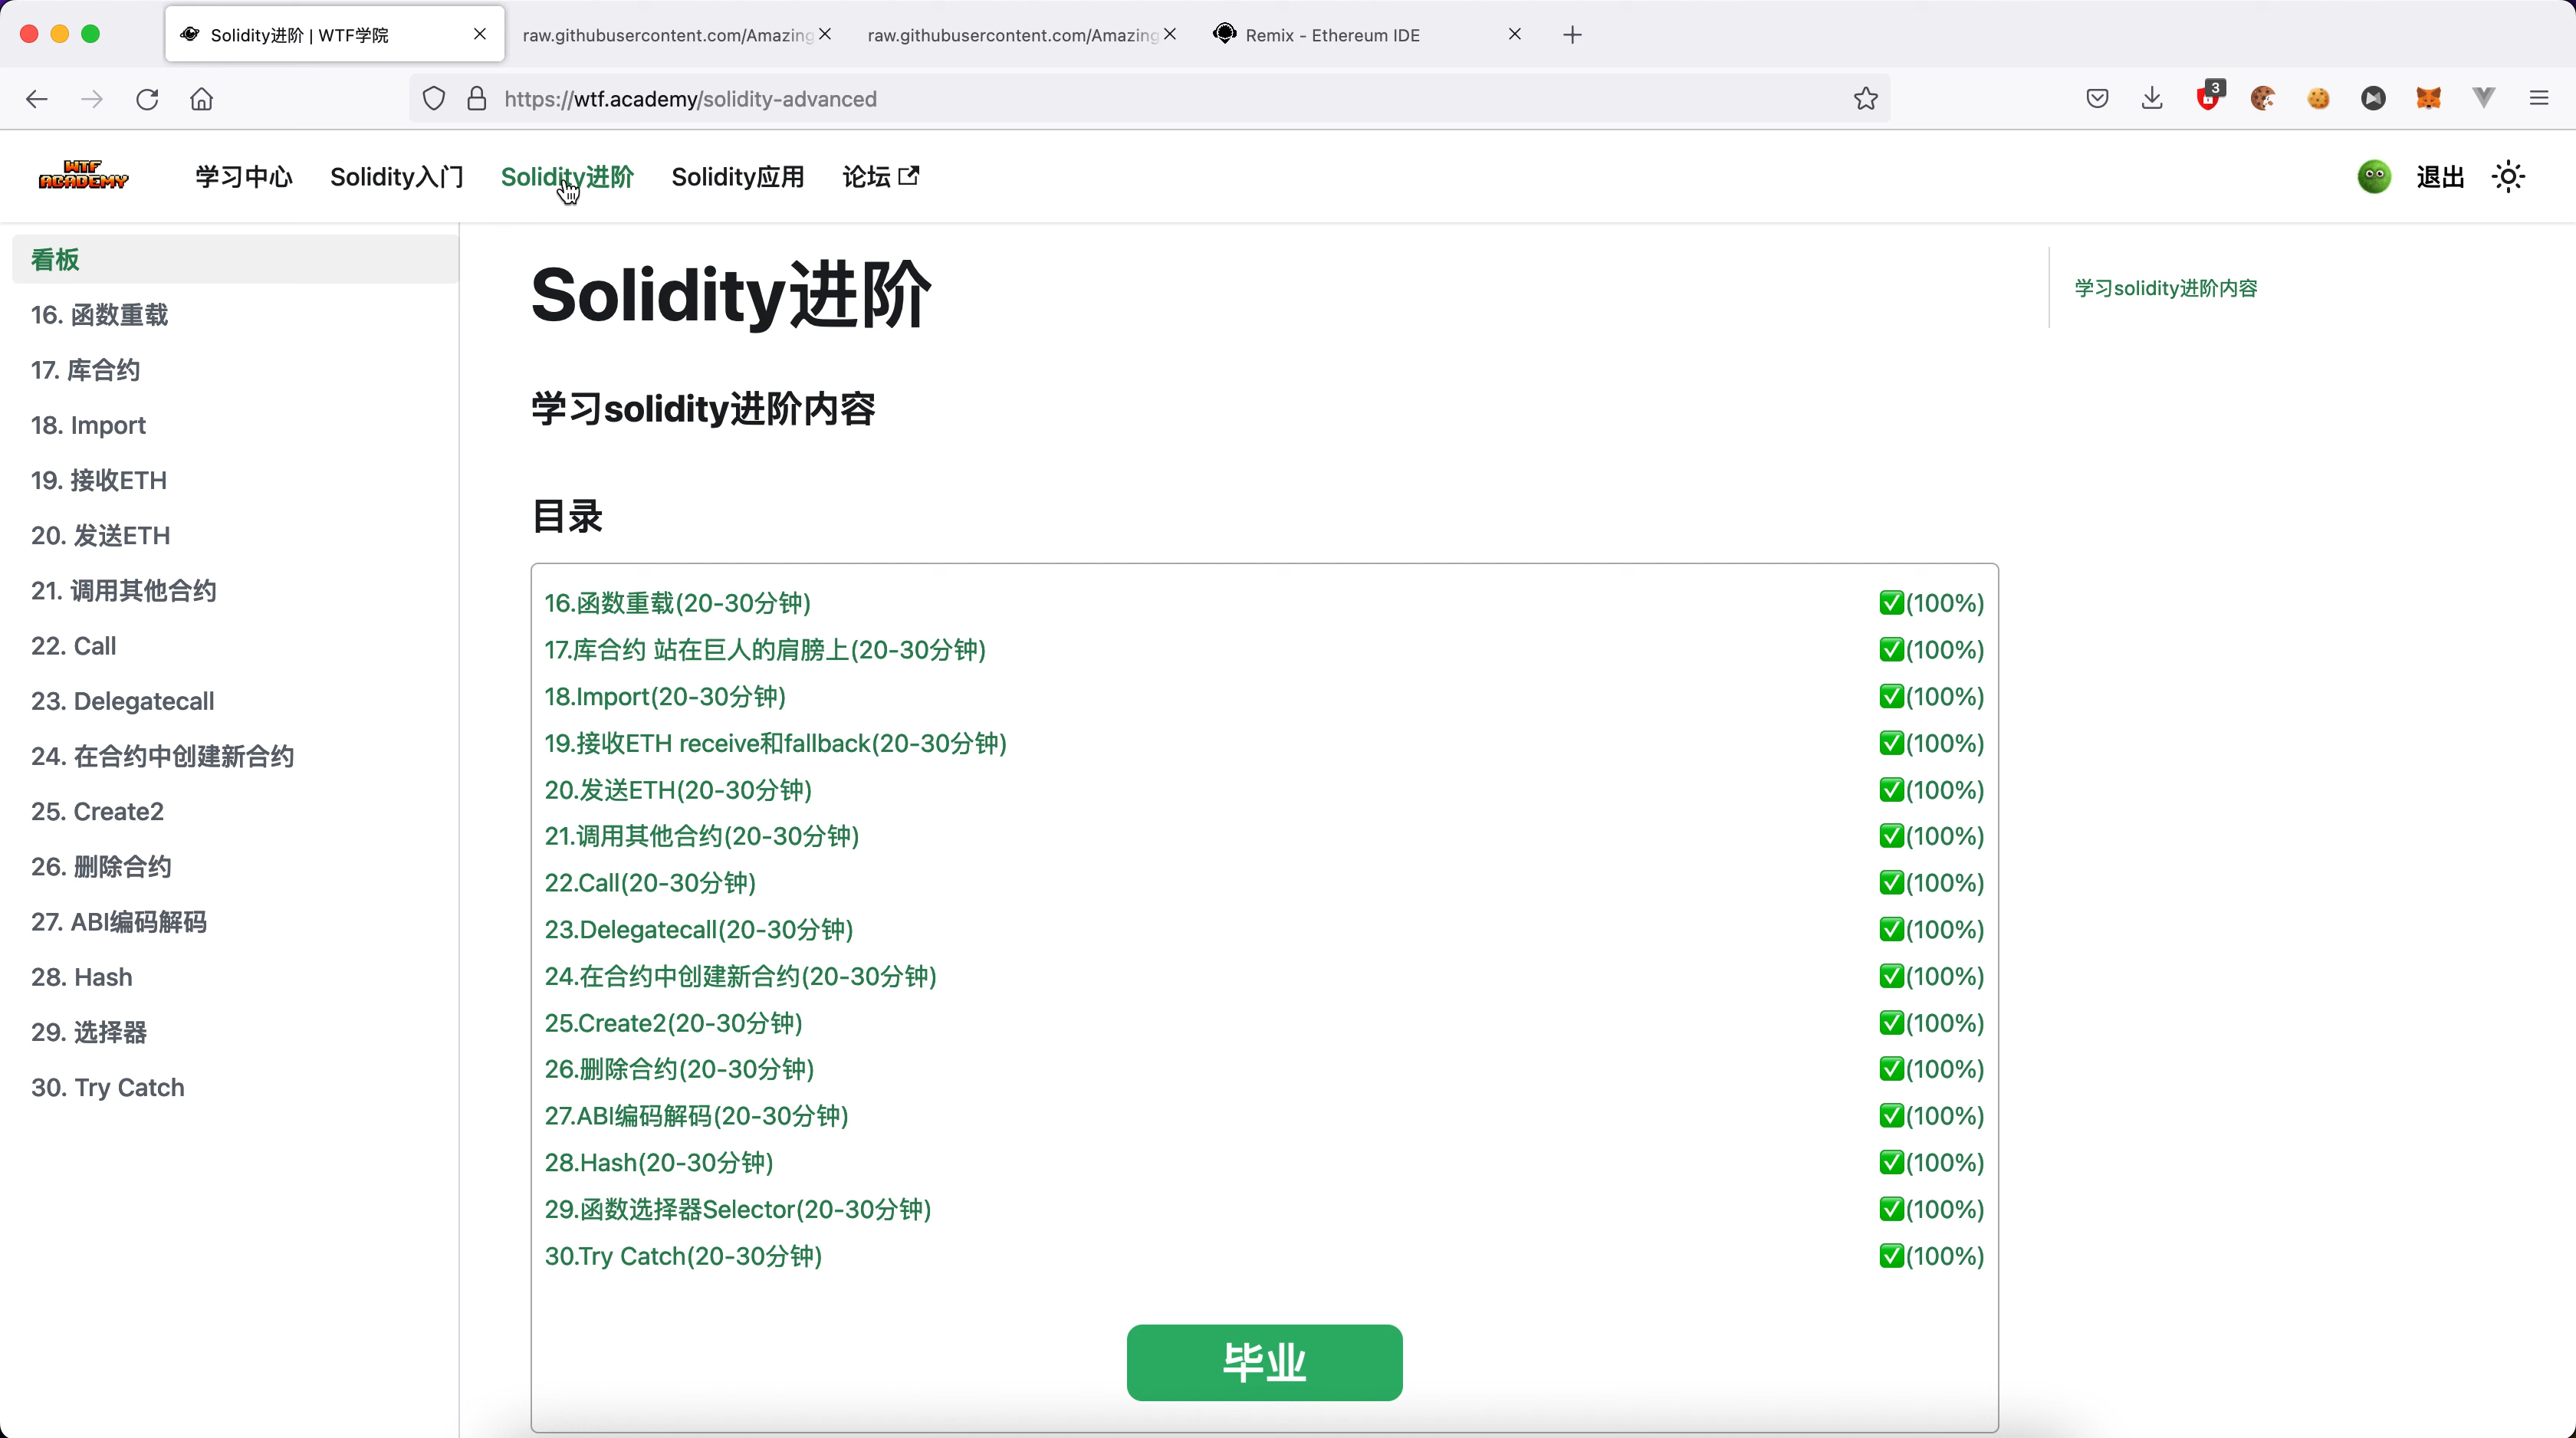 Solidity进阶 | WTF学院
raw.githubusercontent.com/Amazing
raw.githubusercontent.com/Amazing
Remix - Ethereum IDE
https://wtf.academy/solidity-advanced
3
WTF ACADEMY
学习中心
Solidity入门
Solidity进阶
Solidity应用
论坛
退出
看板
16. 函数重载
17. 库合约
18. Import
19. 接收ETH
20. 发送ETH
21. 调用其他合约
22. Call
23. Delegatecall
24. 在合约中创建新合约
25. Create2
26. 删除合约
27. ABI编码解码
28. Hash
29. 选择器
30. Try Catch
Solidity进阶
学习solidity进阶内容
目录
16.函数重载(20-30分钟) ✅(100%)
17.库合约 站在巨人的肩膀上(20-30分钟) ✅(100%)
18.Import(20-30分钟) ✅(100%)
19.接收ETH receive和fallback(20-30分钟) ✅(100%)
20.发送ETH(20-30分钟) ✅(100%)
21.调用其他合约(20-30分钟) ✅(100%)
22.Call(20-30分钟) ✅(100%)
23.Delegatecall(20-30分钟) ✅(100%)
24.在合约中创建新合约(20-30分钟) ✅(100%)
25.Create2(20-30分钟) ✅(100%)
26.删除合约(20-30分钟) ✅(100%)
27.ABI编码解码(20-30分钟) ✅(100%)
28.Hash(20-30分钟) ✅(100%)
29.函数选择器Selector(20-30分钟) ✅(100%)
30.Try Catch(20-30分钟) ✅(100%)
毕业
学习solidity进阶内容